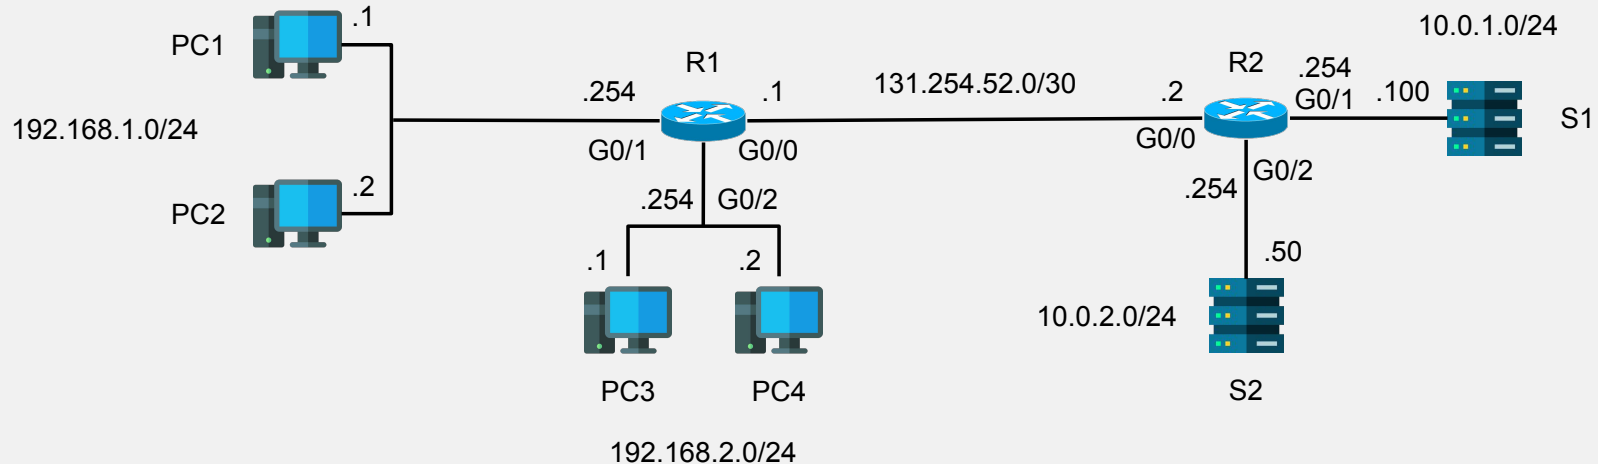 .1
PC1
192.168.1.0/24
.2
PC2
R1
.254
.1
G0/1
G0/0
.254
G0/2
.1
.2
PC3
PC4
192.168.2.0/24
131.254.52.0/30
R2
.2
G0/0
.254
G0/1
.100
10.0.1.0/24
S1
G0/2
.254
.50
10.0.2.0/24
S2